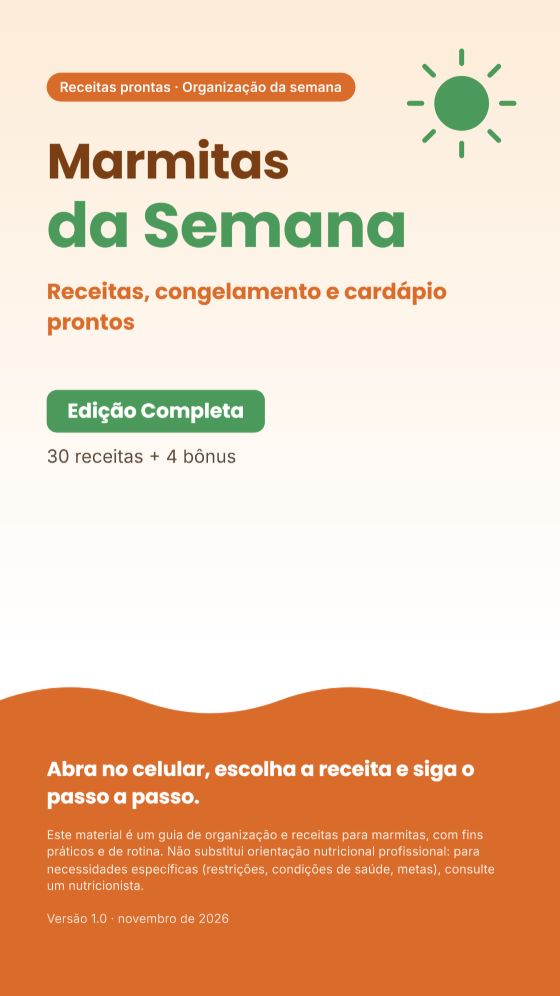 Receitas prontas · Organização da semana
Marmitas
da Semana
Receitas, congelamento e cardápio
prontos
Edição Completa
30 receitas + 4 bônus
Abra no celular, escolha a receita e siga o
passo a passo.
Este material é um guia de organização e receitas para marmitas, com fins
práticos e de rotina. Não substitui orientação nutricional profissional: para
necessidades específicas (restrições, condições de saúde, metas), consulte
um nutricionista.
Versão 1.0 · novembro de 2026